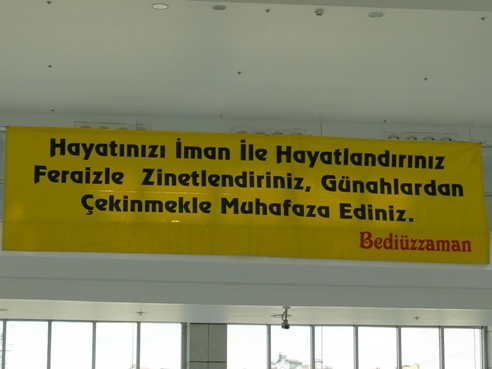 Hayatınızı İman İle Hayatlandırınız
Feraizle Zinetlendiriniz, Günahlardan
Çekinmekle Muhafaza Ediniz.
Bediüzzaman